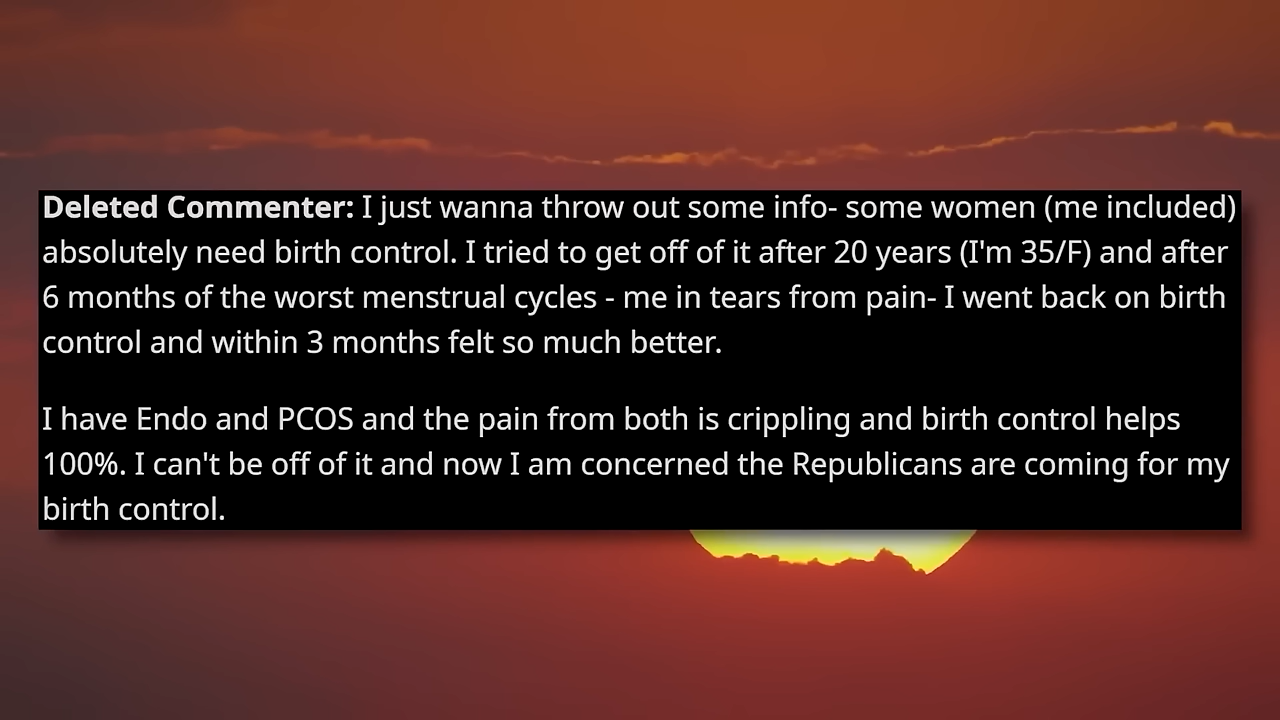 Deleted Commenter: I just wanna throw out some info- some women (me included)
absolutely need birth control. I tried to get off of it after 20 years (I'm 35/F) and after
6 months of the worst menstrual cycles - me in tears from pain- I went back on birth
control and within 3 months felt so much better.
I have Endo and PCOS and the pain from both is crippling and birth control helps
100%. I can't be off of it and now I am concerned the Republicans are coming for my
birth control.